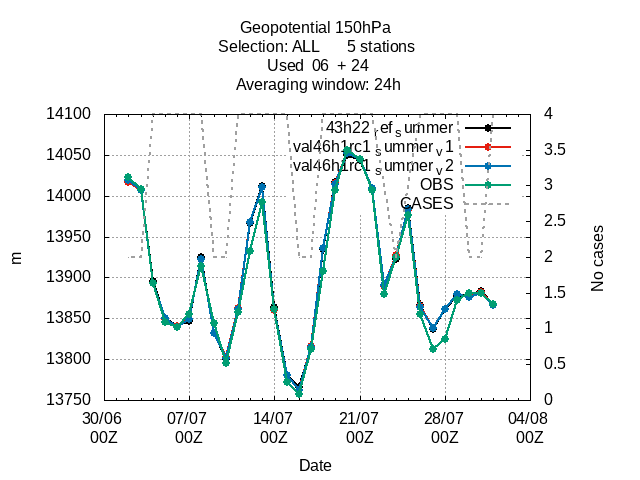 Geopotential 150hPa
Selection: ALL 5 stations
Used 06 + 24
Averaging window: 24h
14100
14050
14000
13950
13900
13850
13800
13750
4
3.5
3
2.5
2
1.5
1
0.5
0
43h22_ref_summer
val46h1rc1_summer_v1
val46h1rc1_summer_v2
OBS
CASES
m
No cases
30/06 07/07 14/07 21/07 28/07 04/08
00Z 00Z 00Z 00Z 00Z 00Z
Date